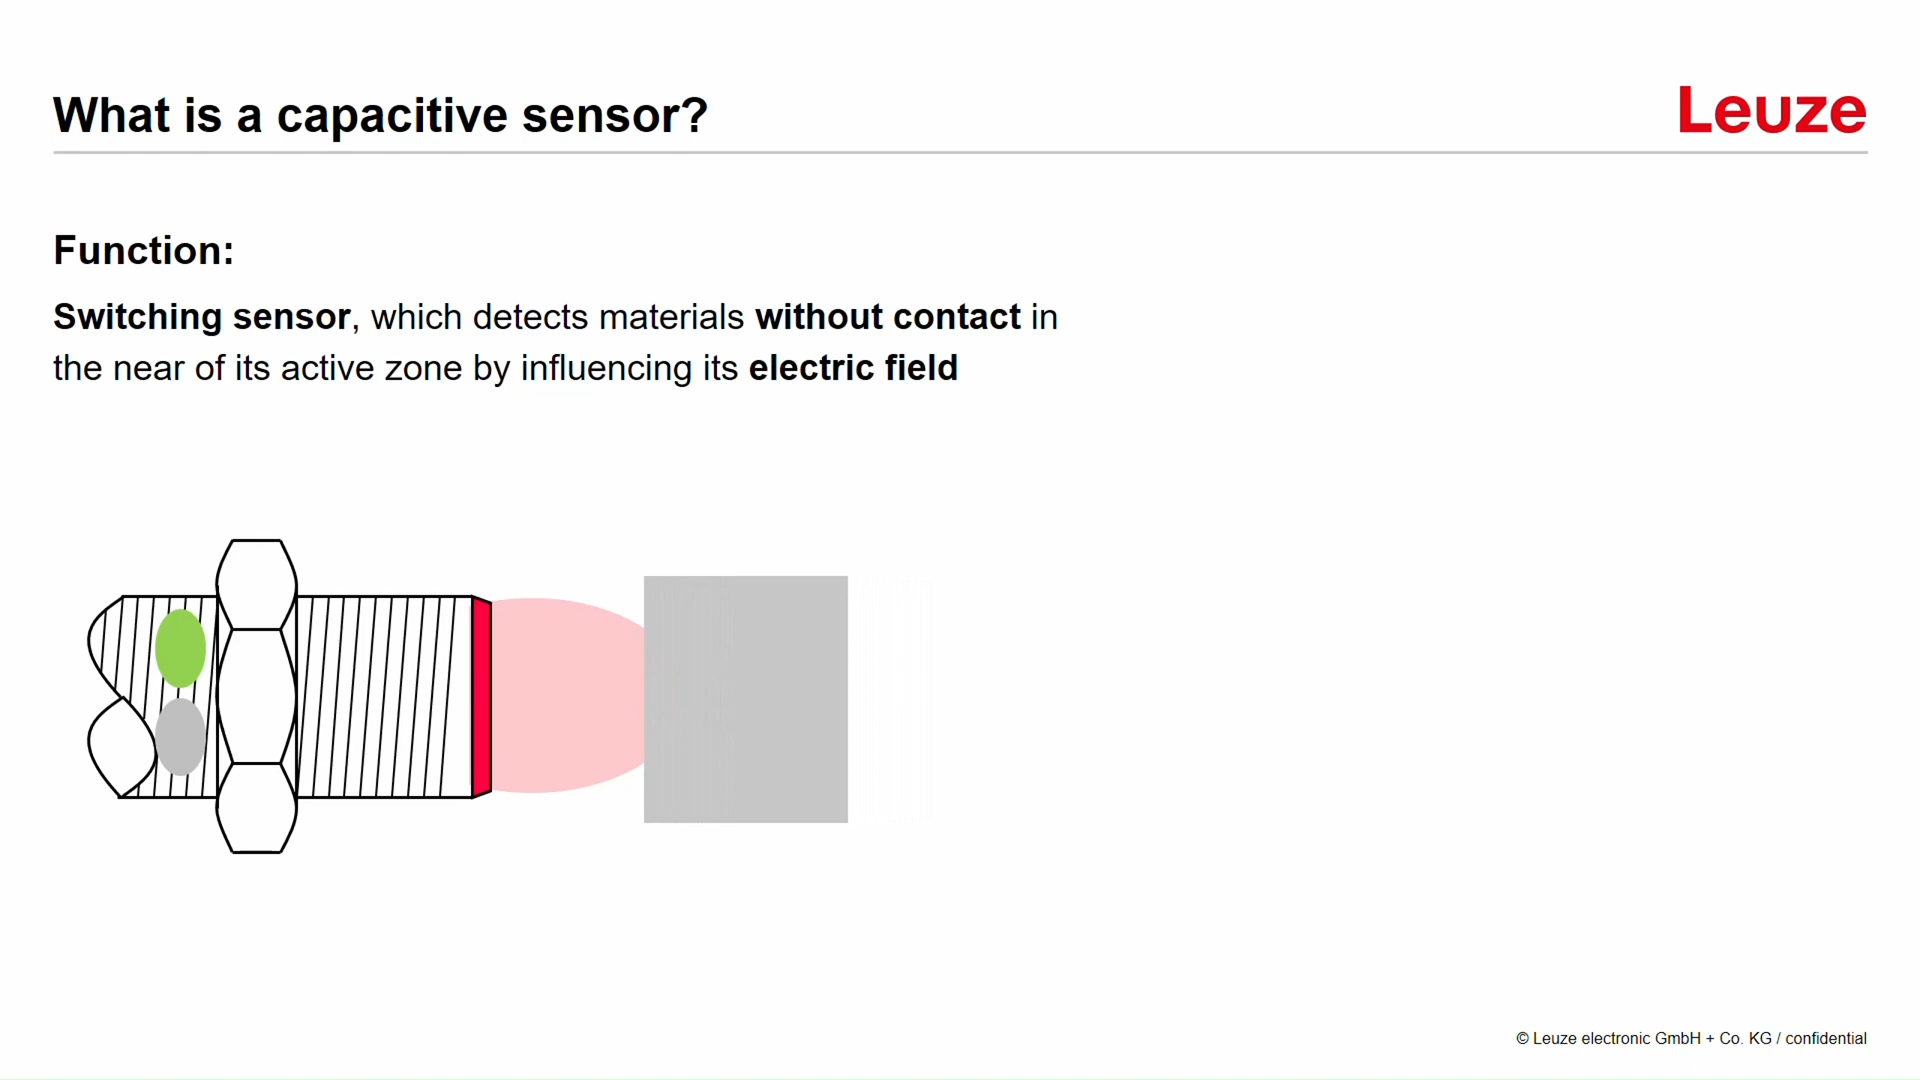 What is a capacitive sensor?
Leuze
Function:
Switching sensor, which detects materials without contact in
the near of its active zone by influencing its electric field
© Leuze electronic GmbH + Co. KG / confidential